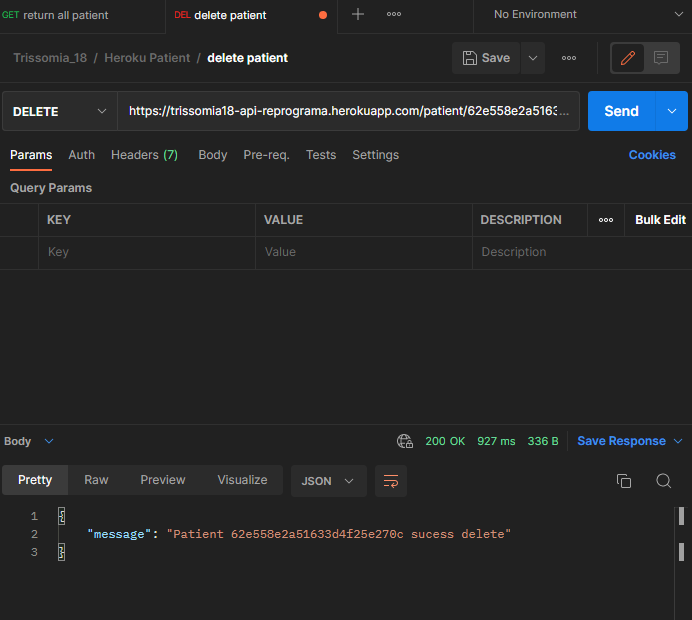 GET return all patient DEL delete patient No Environment
Trissomia_18 / Heroku Patient / delete patient Save
DELETE https://trissomia18-api-reprograma.herokuapp.com/patient/62e558e2a5163... Send
Params Auth Headers (7) Body Pre-req. Tests Settings Cookies
Query Params
KEY VALUE DESCRIPTION Bulk Edit
Key Value Description
Body 200 OK 927 ms 336 B Save Response
Pretty Raw Preview Visualize JSON
1 {
2 "message": "Patient 62e558e2a51633d4f25e270c sucess delete"
3 }